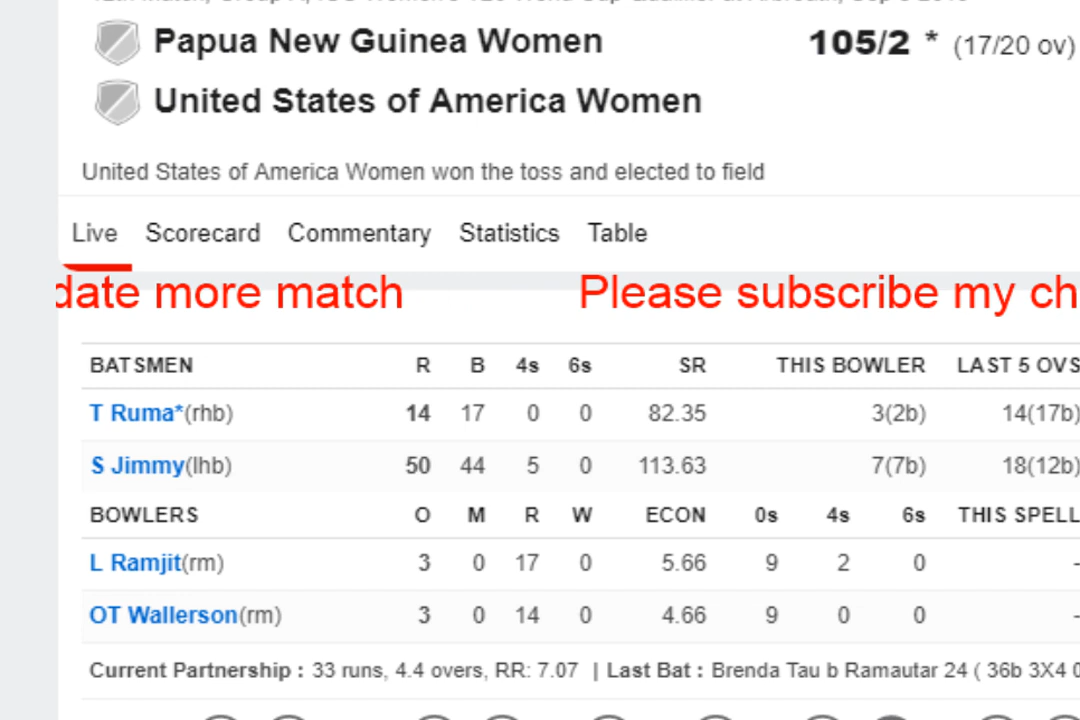 Papua New Guinea Women 105/2 * (17/20 ov)
United States of America Women
United States of America Women won the toss and elected to field
Live Scorecard Commentary Statistics Table
date more match Please subscribe my ch
BATSMEN R B 4s 6s SR THIS BOWLER LAST 5 OVS
T Ruma*(rhb) 14 17 0 0 82.35 3(2b) 14(17b)
S Jimmy(lhb) 50 44 5 0 113.63 7(7b) 18(12b)
BOWLERS O M R W ECON 0s 4s 6s THIS SPELL
L Ramjit(rm) 3 0 17 0 5.66 9 2 0 -
OT Wallerson(rm) 3 0 14 0 4.66 9 0 0 -
Current Partnership : 33 runs, 4.4 overs, RR: 7.07 | Last Bat : Brenda Tau b Ramautar 24 ( 36b 3X4 0